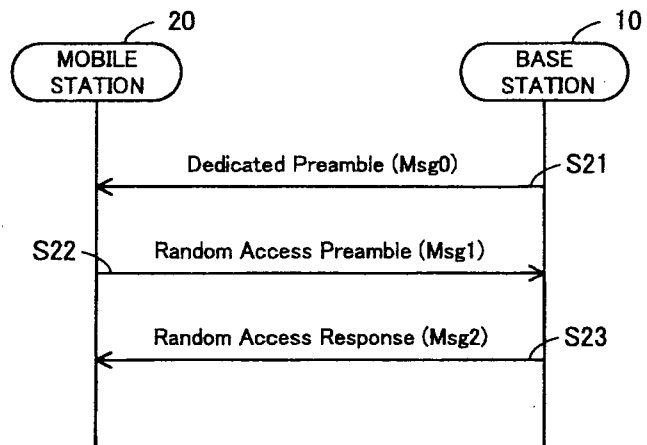 20
10
MOBILE
STATION
BASE
STATION
Dedicated Preamble (Msg0)
S21
S22
Random Access Preamble (Msg1)
Random Access Response (Msg2)
S23